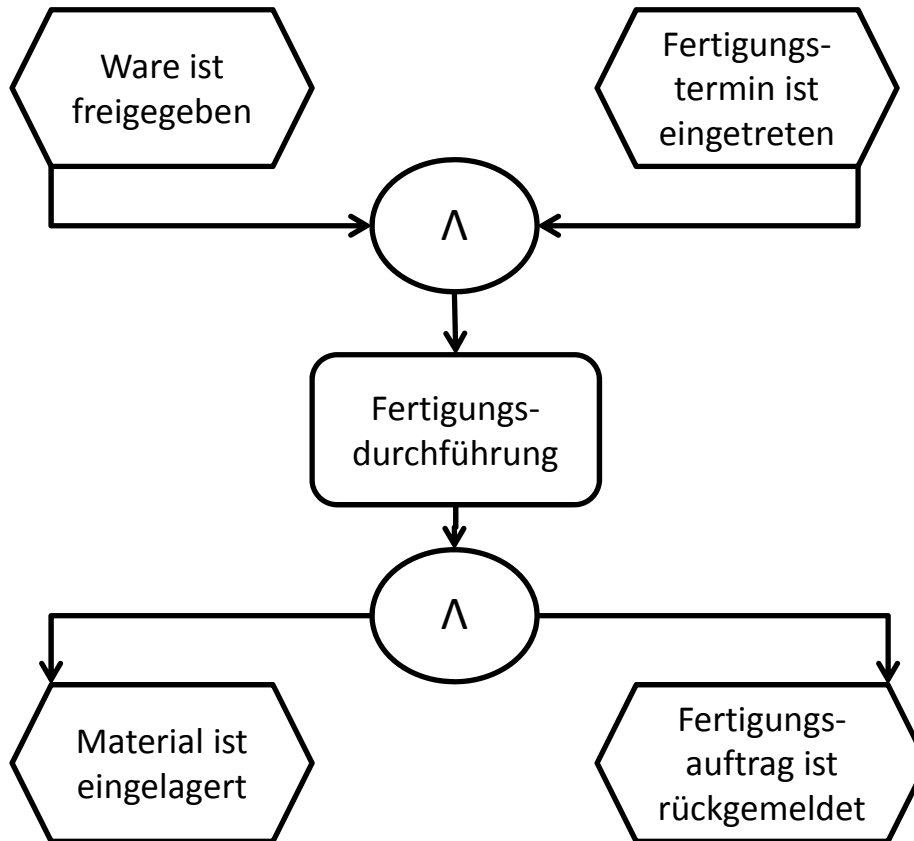 Ware ist
freigegeben
Fertigungs-
termin ist
eingetreten
Λ
Fertigungs-
durchführung
Λ
Material ist
eingelagert
Fertigungs-
auftrag ist
rückgemeldet